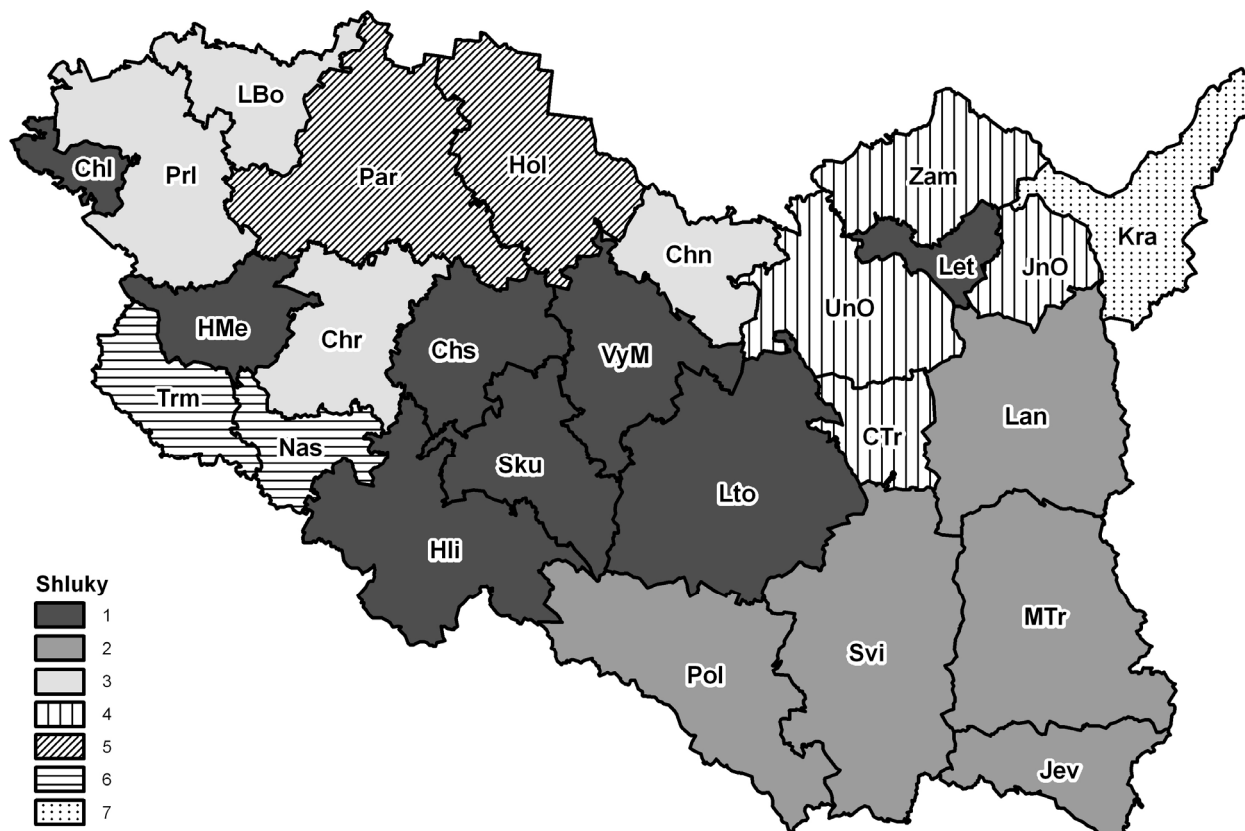 LBo
Chl
Prl
Par
Hol
Zam
Chn
Let
JnO
Kra
UnO
HMe
Chr
Chs
VyM
Trm
Nas
Sku
Lto
CTr
Lan
Hli
Pol
Svi
MTr
Jev
Shluky
1
2
3
4
5
6
7